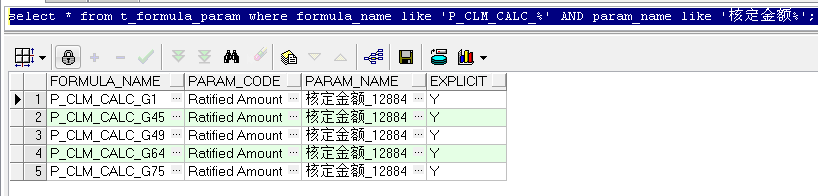 select * from t_formula_param where formula_name like 'P_CLM_CALC_%' AND param_name like '核定金额%';
FORMULA_NAME PARAM_CODE PARAM_NAME EXPLICIT
1 P_CLM_CALC_G1 ... Ratified Amount ... 核定金额_12884 ... Y
2 P_CLM_CALC_G45 ... Ratified Amount ... 核定金额_12884 ... Y
3 P_CLM_CALC_G49 ... Ratified Amount ... 核定金额_12884 ... Y
4 P_CLM_CALC_G64 ... Ratified Amount ... 核定金额_12884 ... Y
5 P_CLM_CALC_G75 ... Ratified Amount ... 核定金额_12884 ... Y